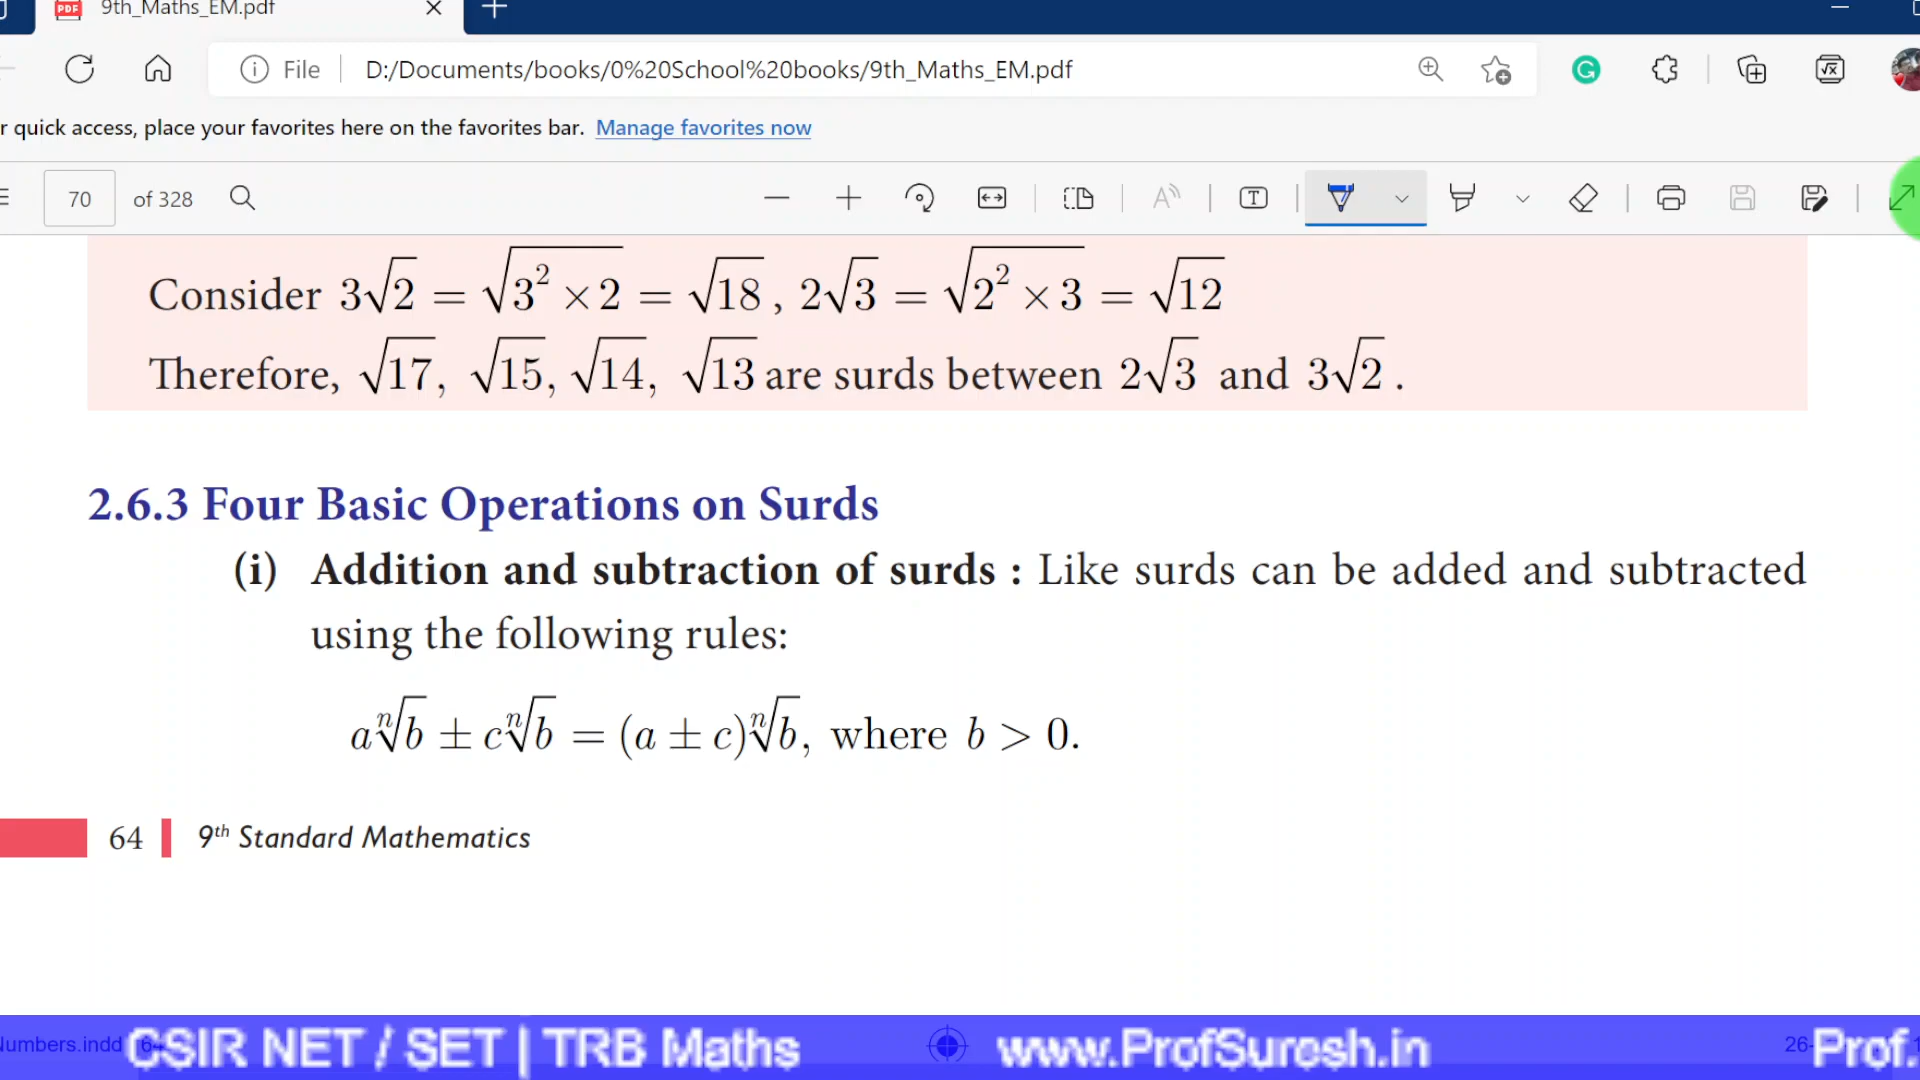 9th_Maths_EM.pdf
File D:/Documents/books/0%20School%20books/9th_Maths_EM.pdf
quick access, place your favorites here on the favorites bar. Manage favorites now
70 of 328
Consider 3√2 = √(3² × 2) = √18 , 2√3 = √(2² × 3) = √12
Therefore, √17, √15, √14, √13 are surds between 2√3 and 3√2 .
2.6.3 Four Basic Operations on Surds
(i) Addition and subtraction of surds : Like surds can be added and subtracted
using the following rules:
a ⁿ√b ± c ⁿ√b = (a ± c) ⁿ√b, where b > 0.
64 9th Standard Mathematics
CSIR NET / SET | TRB Maths www.ProfSuresh.in Prof.